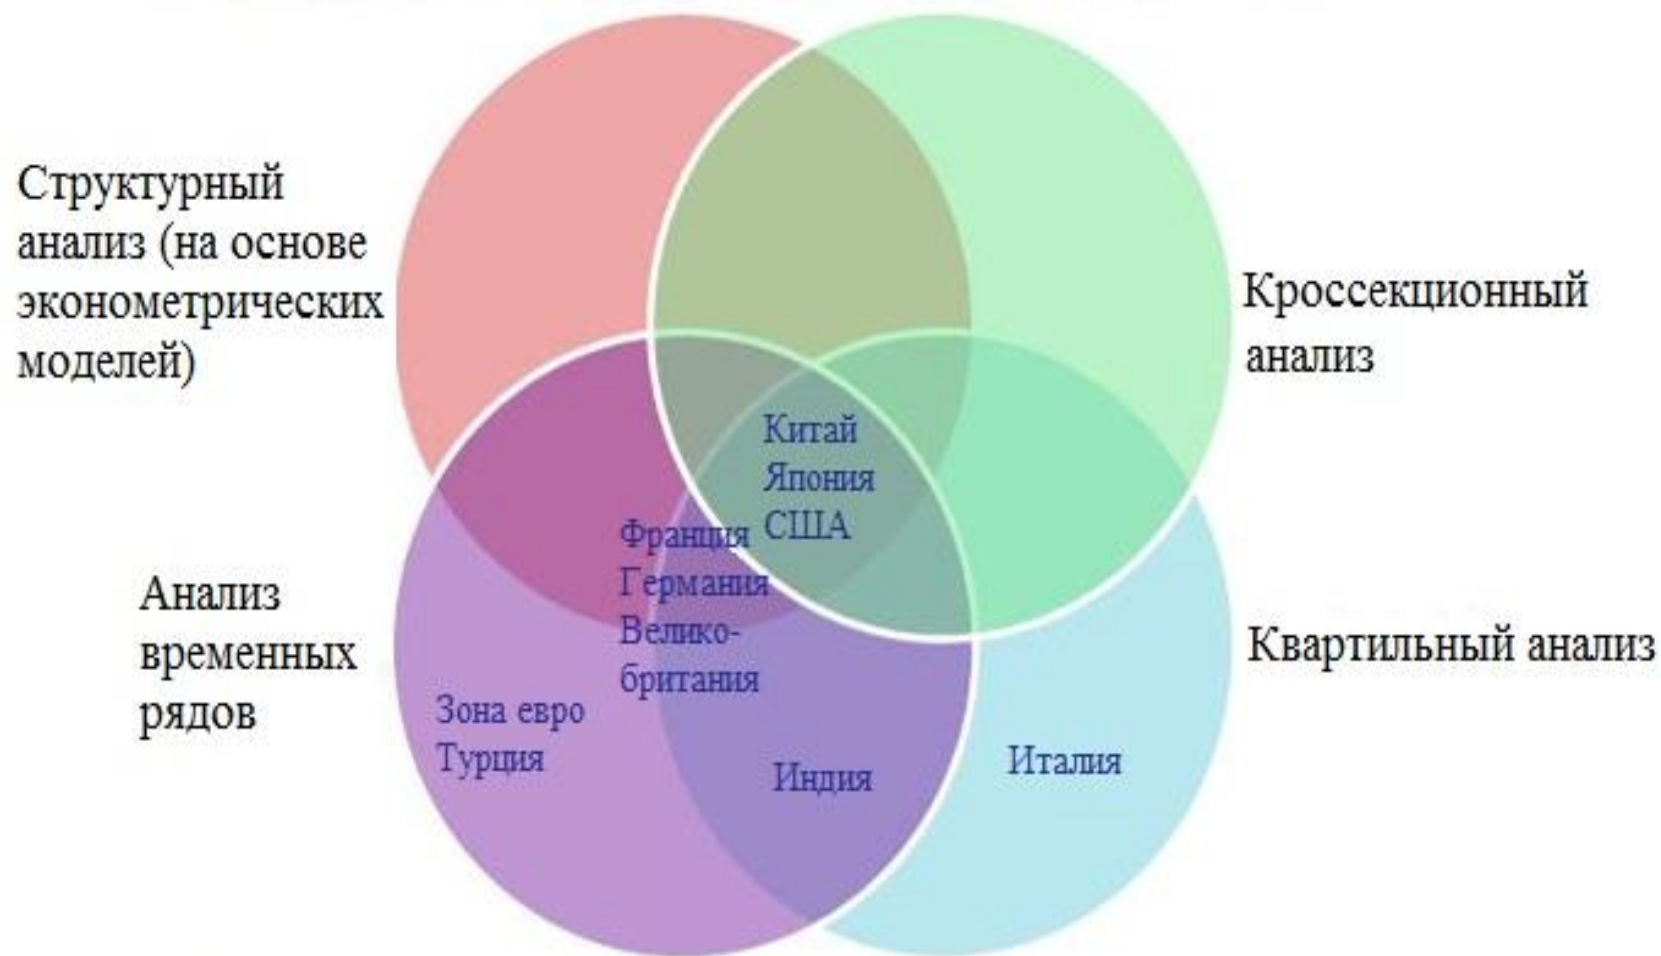 Структурный
анализ (на основе
эконометрических
моделей)
Кроссекционный
анализ
Китай
Япония
США
Франция
Германия
Велико-
британия
Анализ
временных
рядов
Квартильный анализ
Зона евро
Турция
Индия
Италия